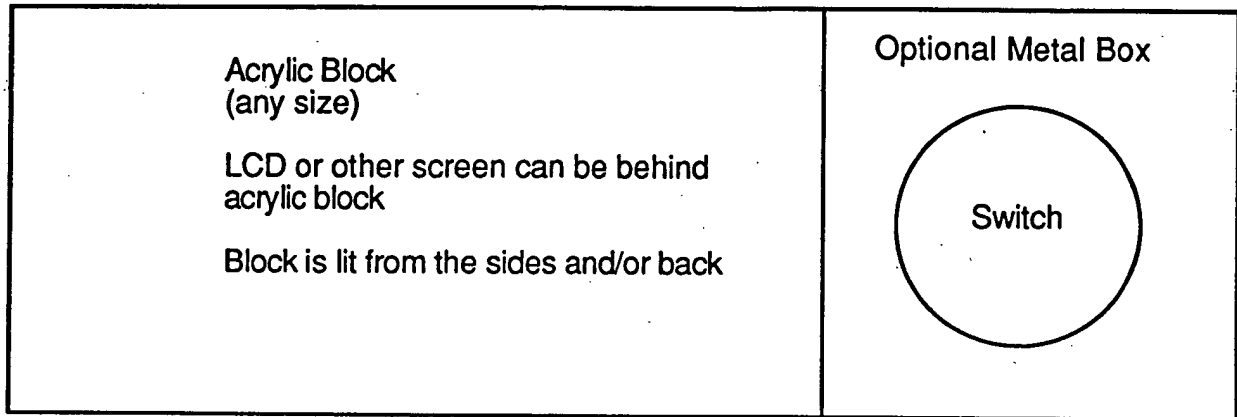 Acrylic Block
(any size)
LCD or other screen can be behind
acrylic block
Block is lit from the sides and/or back
Optional Metal Box
Switch